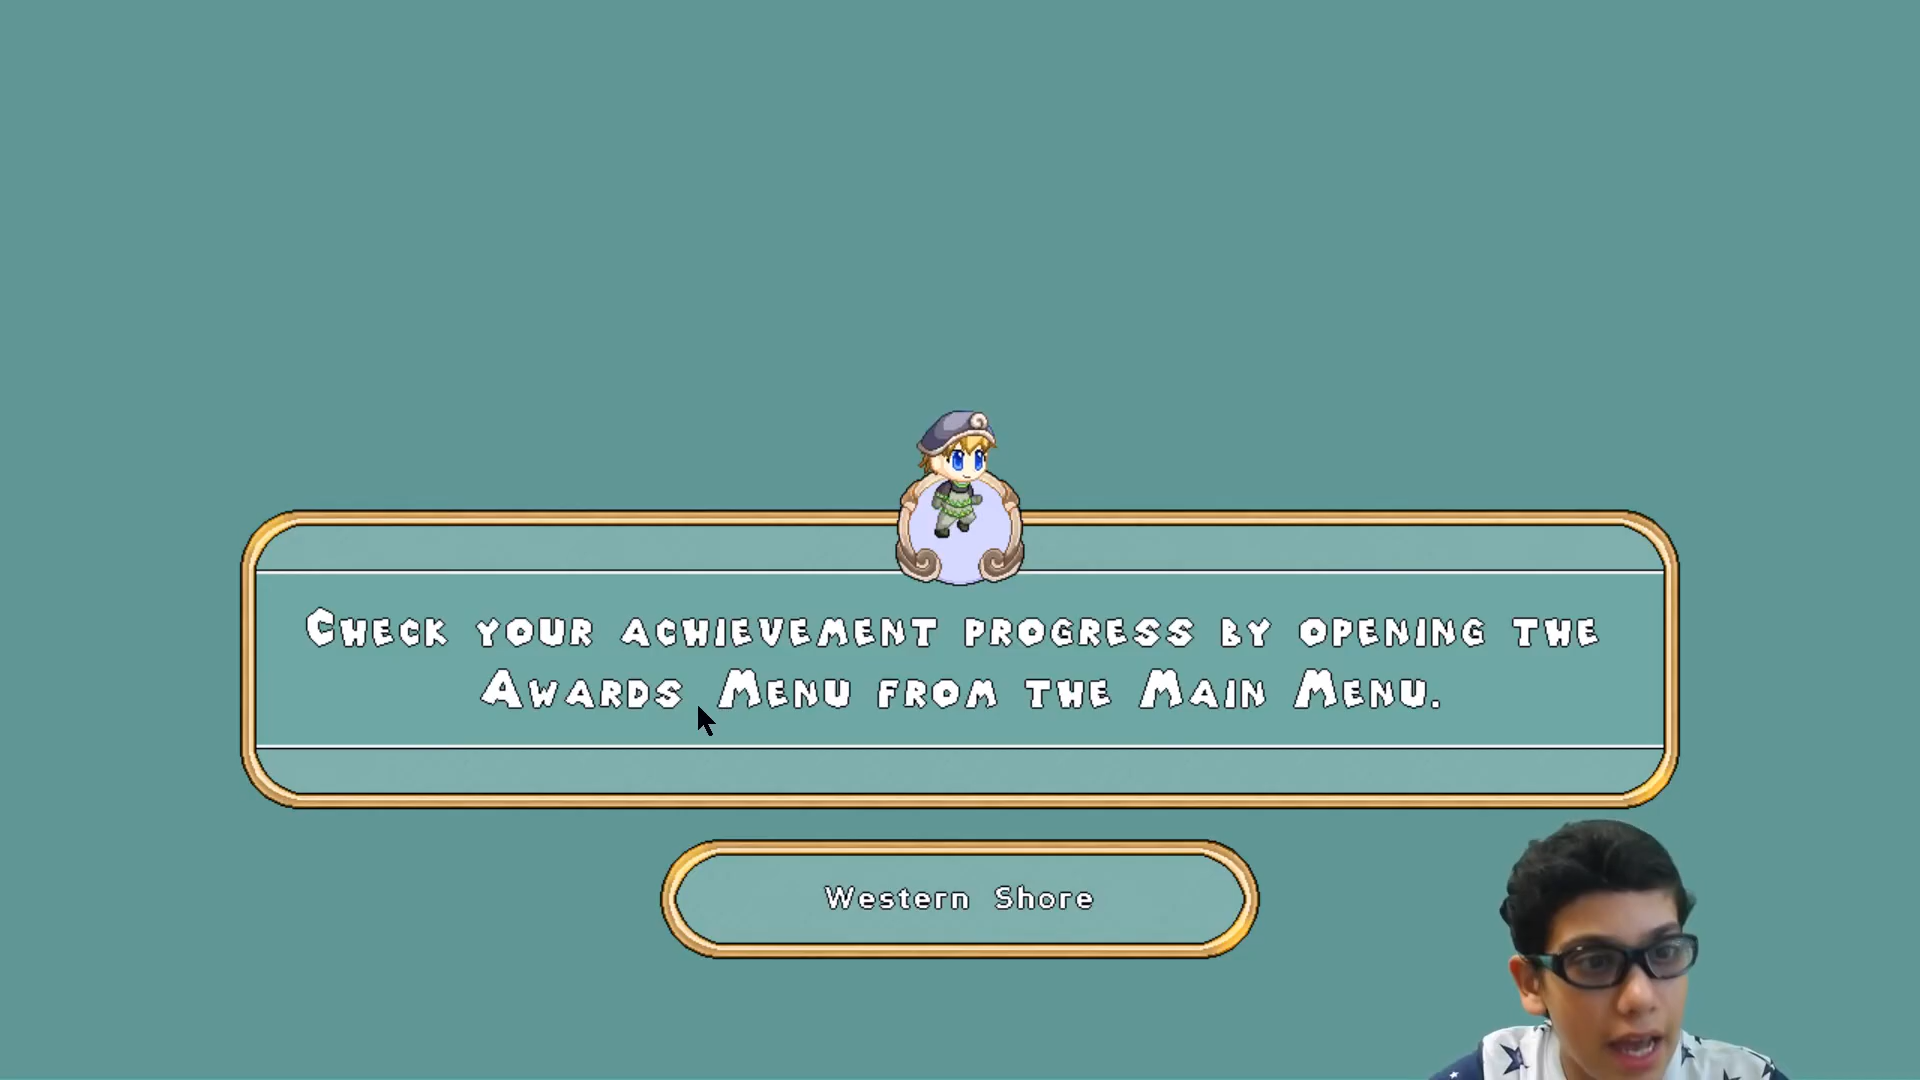 Check your achievement progress by opening the
Awards Menu from the Main Menu.
Western Shore